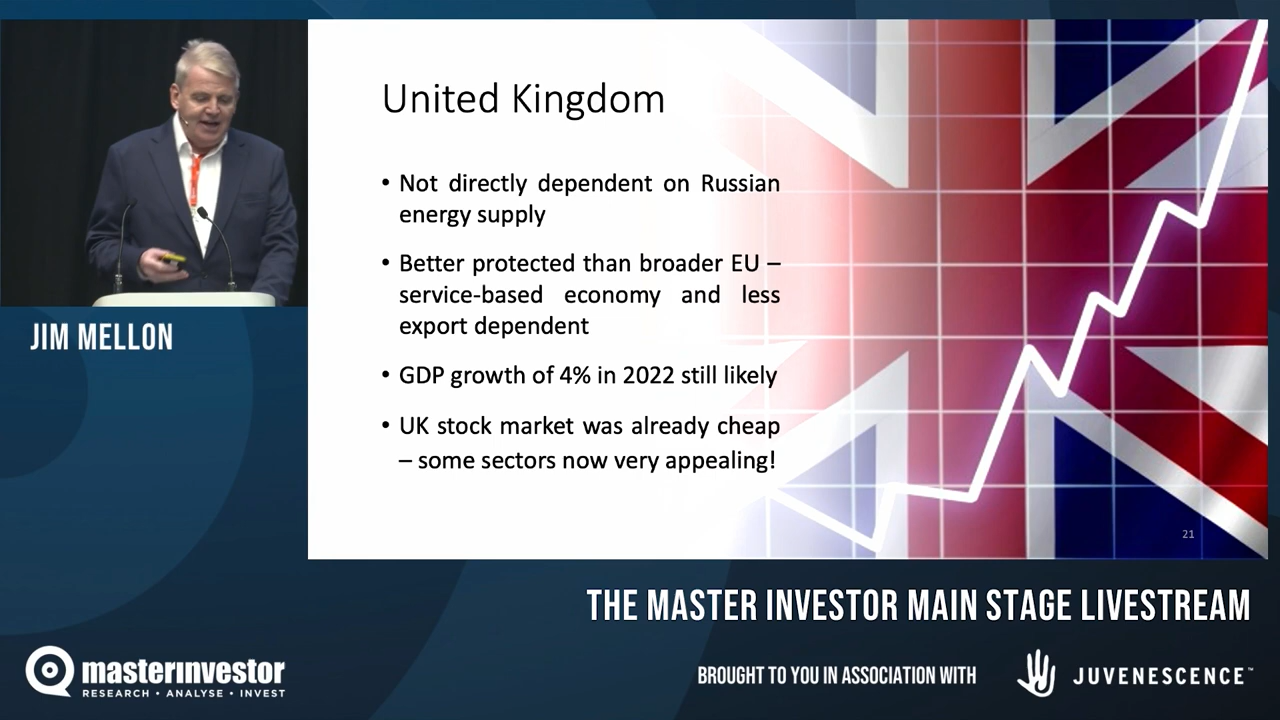 United Kingdom
• Not directly dependent on Russian
energy supply
• Better protected than broader EU –
service-based economy and less
export dependent
• GDP growth of 4% in 2022 still likely
• UK stock market was already cheap
– some sectors now very appealing!
21
JIM MELLON
THE MASTER INVESTOR MAIN STAGE LIVESTREAM
masterinvestor
RESEARCH • ANALYSE • INVEST
BROUGHT TO YOU IN ASSOCIATION WITH
JUVENESCENCE™